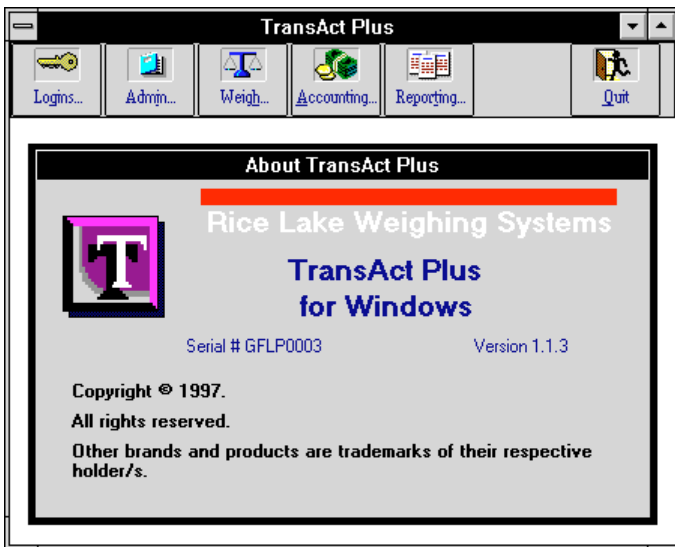 TransAct Plus
Logins... Admin... Weigh... Accounting... Reporting... Quit
About TransAct Plus
Rice Lake Weighing Systems
T
TransAct Plus
for Windows
Serial # GFLP0003 Version 1.1.3
Copyright © 1997.
All rights reserved.
Other brands and products are trademarks of their respective
holder/s.